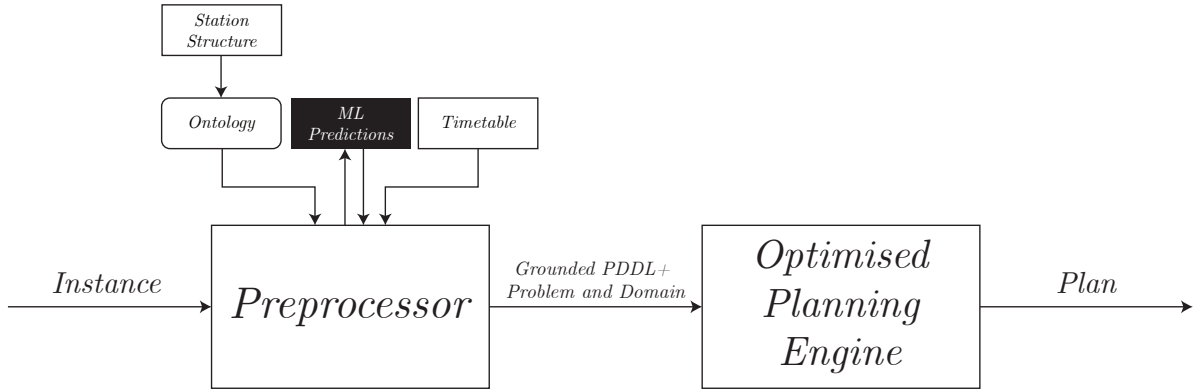 Station
Structure
Ontology
ML
Predictions
Timetable
Instance
Preprocessor
Grounded PDDL+
Problem and Domain
Optimised
Planning
Engine
Plan